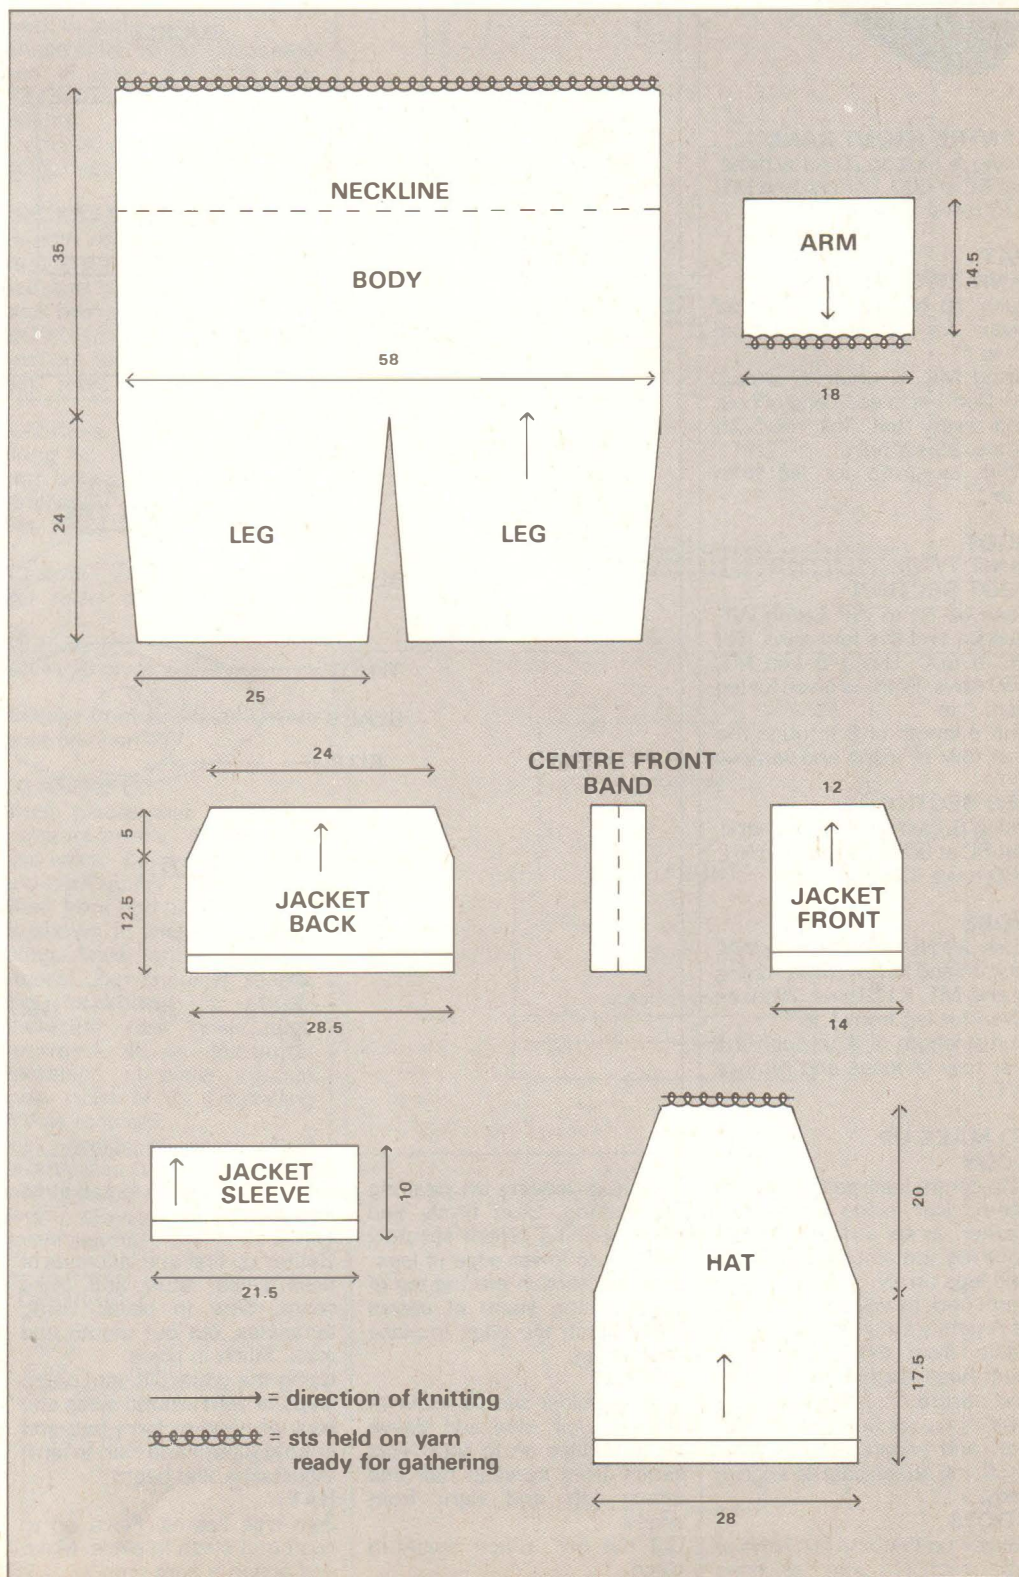 NECKLINE
35
BODY
58
ARM
14.5
18
24
LEG
LEG
25
24
5
12.5
JACKET
BACK
28.5
CENTRE FRONT
BAND
12
JACKET
FRONT
14
JACKET
SLEEVE
10
21.5
20
HAT
17.5
28
= direction of knitting
= sts held on yarn
ready for gathering